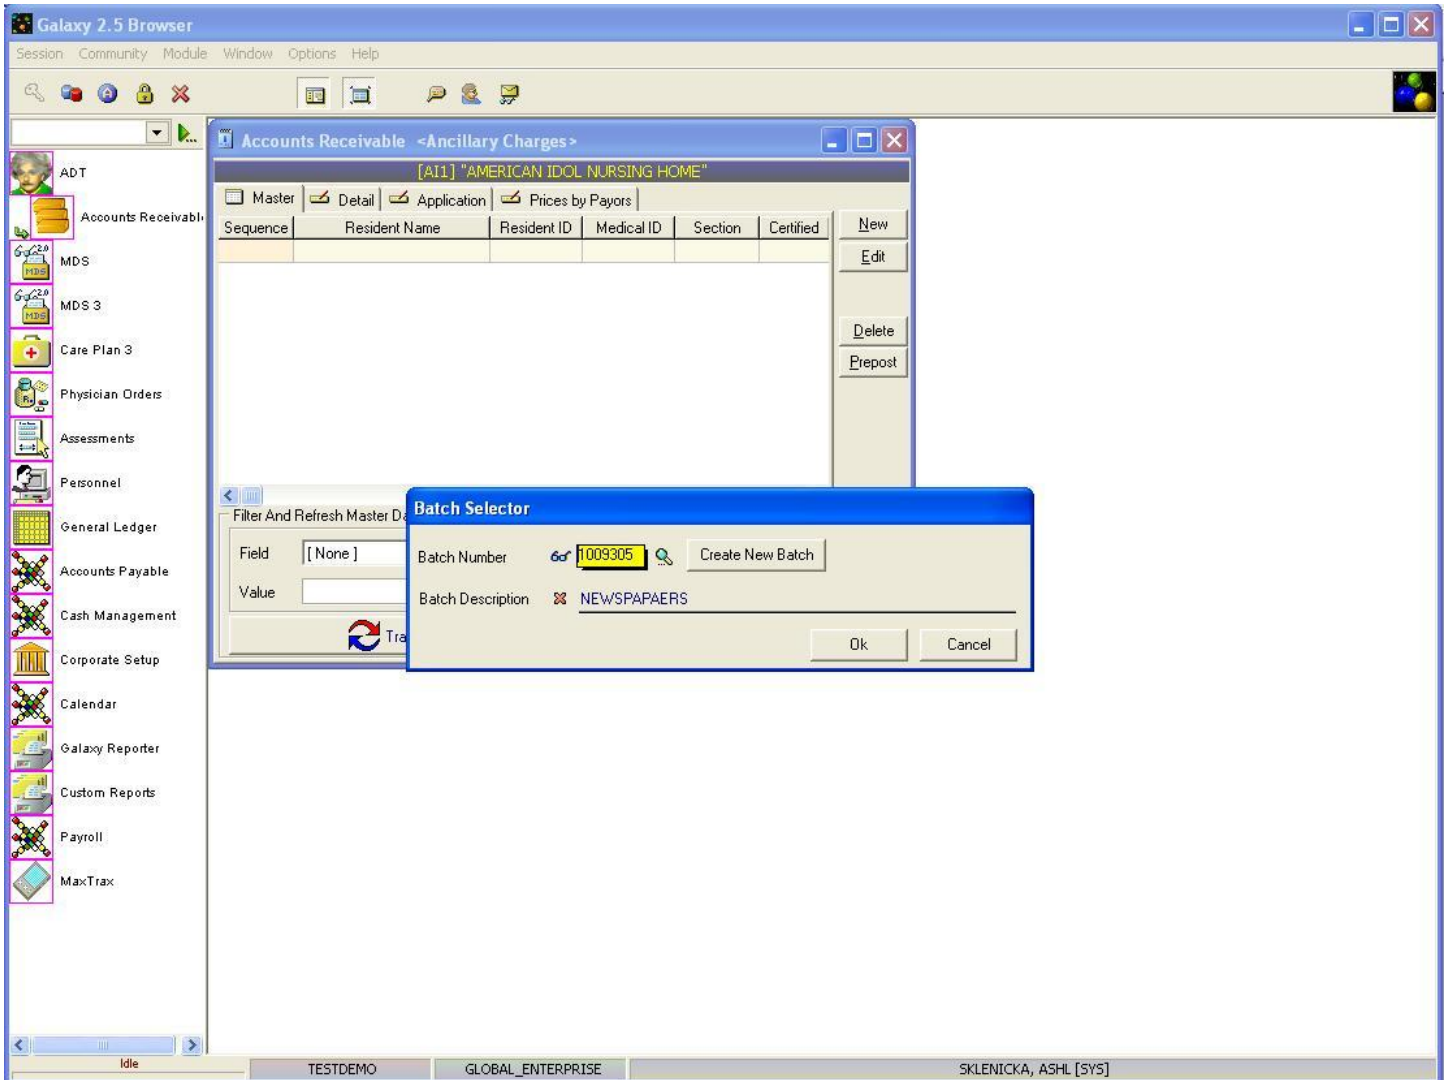 Galaxy 2.5 Browser
Session Community Module Window Options Help
Accounts Receivable <Ancillary Charges>
[AI1] "AMERICAN IDOL NURSING HOME"
Master Detail Application Prices by Payors
Sequence Resident Name Resident ID Medical ID Section Certified
New
Edit
Delete
Prepost
ADT
Accounts Receivabl
MDS
MDS 3
Care Plan 3
Physician Orders
Assessments
Personnel
General Ledger
Accounts Payable
Cash Management
Corporate Setup
Calendar
Galaxy Reporter
Custom Reports
Payroll
MaxTrax
Filter And Refresh Master Da
Field [ None ]
Value
Tra
Batch Selector
Batch Number 1009305 Create New Batch
Batch Description NEWSPAPAERS
Ok Cancel
Idle TESTDEMO GLOBAL_ENTERPRISE SKLENICKA, ASHL [SYS]